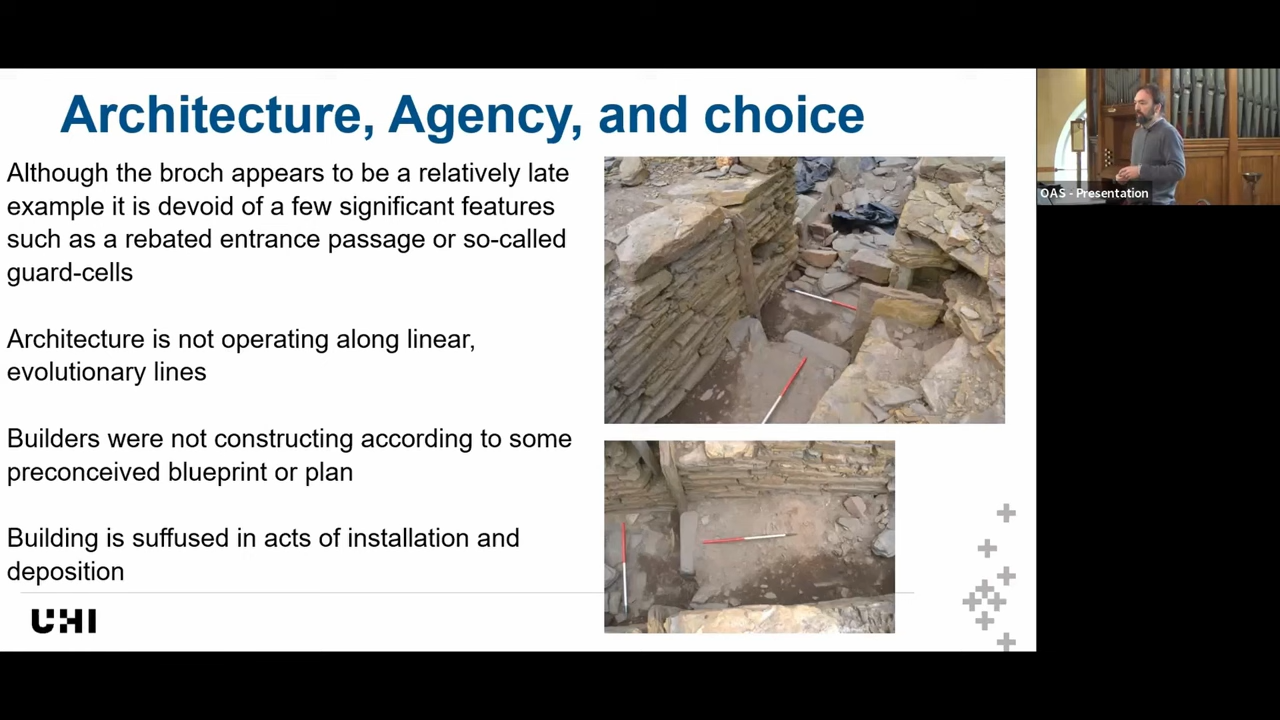 Architecture, Agency, and choice
Although the broch appears to be a relatively late
example it is devoid of a few significant features
such as a rebated entrance passage or so-called
guard-cells
Architecture is not operating along linear,
evolutionary lines
Builders were not constructing according to some
preconceived blueprint or plan
Building is suffused in acts of installation and
deposition
UHI
OAS - Presentation